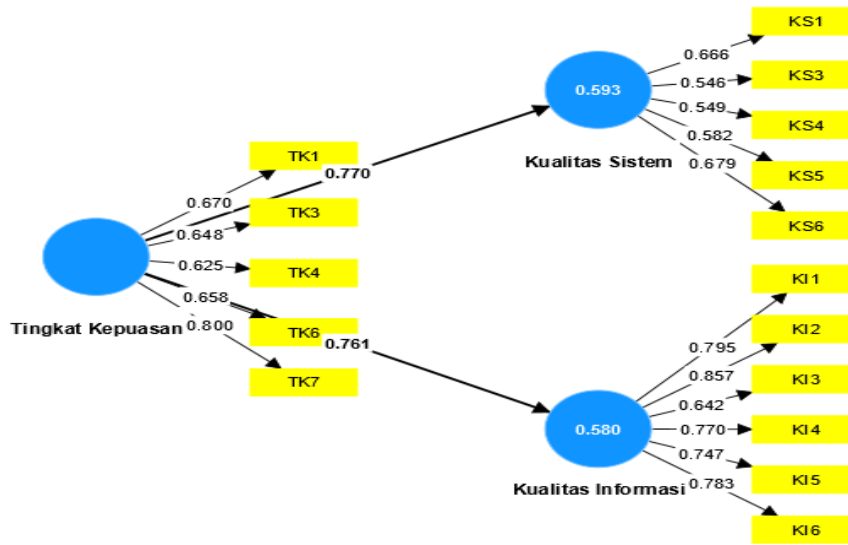 KS1
0.666
KS3
0.546
0.593
0.549
KS4
0.582
Kualitas Sistem
0.679
KS5
KS6
TK1
0.770
0.670
TK3
0.648
TK4
0.625
0.658
Tingkat Kepuasan
0.800
TK6
0.761
TK7
KI1
KI2
0.795
0.857
KI3
0.642
0.580
0.770
KI4
0.747
KI5
Kualitas Informasi
0.783
KI6